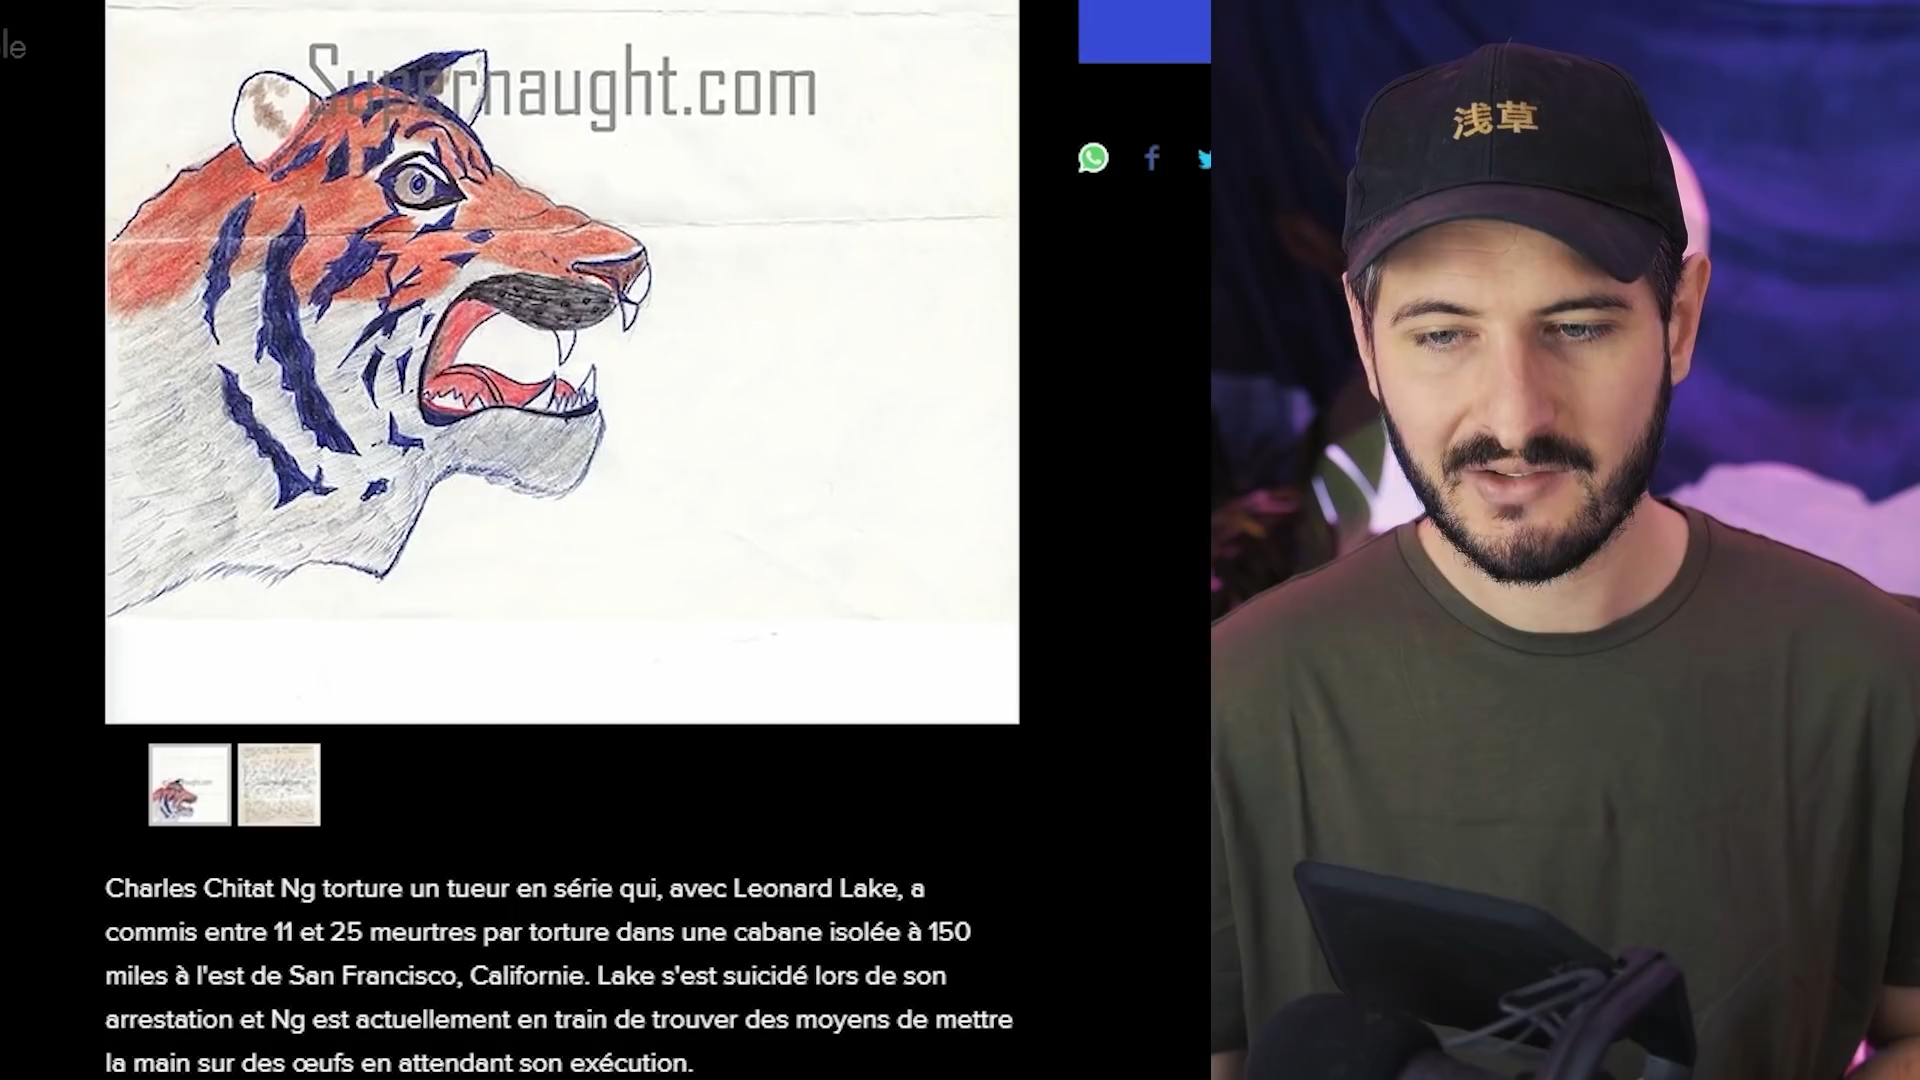 le
Supernaught.com
浅草
Charles Chitat Ng torture un tueur en série qui, avec Leonard Lake, a
commis entre 11 et 25 meurtres par torture dans une cabane isolée à 150
miles à l'est de San Francisco, Californie. Lake s'est suicidé lors de son
arrestation et Ng est actuellement en train de trouver des moyens de mettre
la main sur des œufs en attendant son exécution.